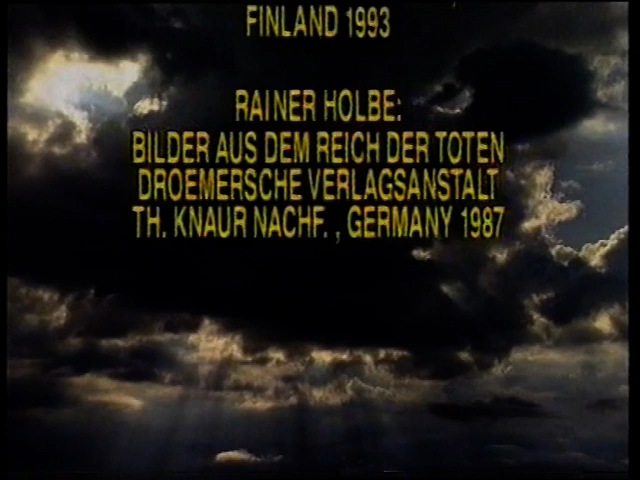 FINLAND 1993
RAINER HOLBE:
BILDER AUS DEM REICH DER TOTEN
DROEMERSCHE VERLAGSANSTALT
TH. KNAUR NACHF. , GERMANY 1987